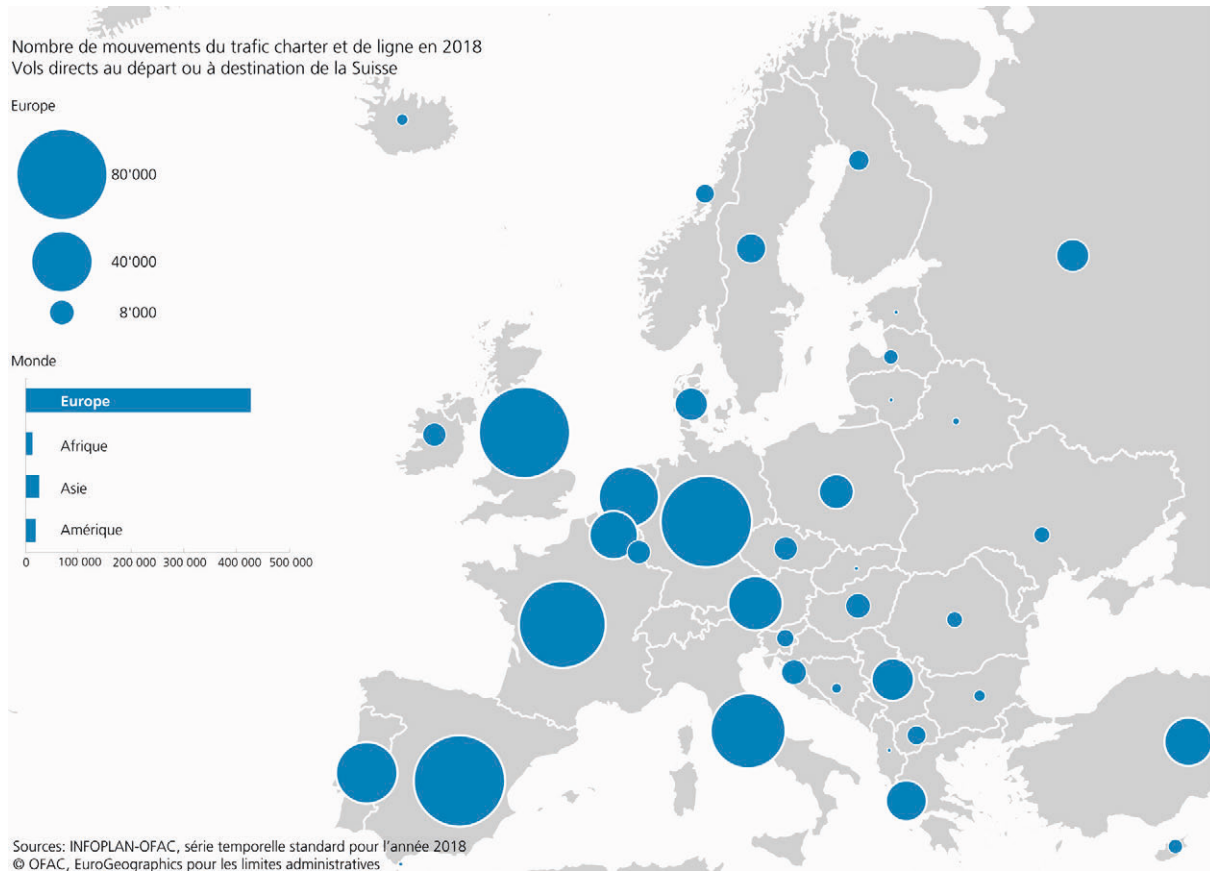 Nombre de mouvements du trafic charter et de ligne en 2018
Vols directs au départ ou à destination de la Suisse
Europe
80'000
40'000
8'000
Monde
Europe
Afrique
Asie
Amérique
0 100 000 200 000 300 000 400 000 500 000
Sources: INFOPLAN-OFAC, série temporelle standard pour l'année 2018
© OFAC, EuroGeographics pour les limites administratives